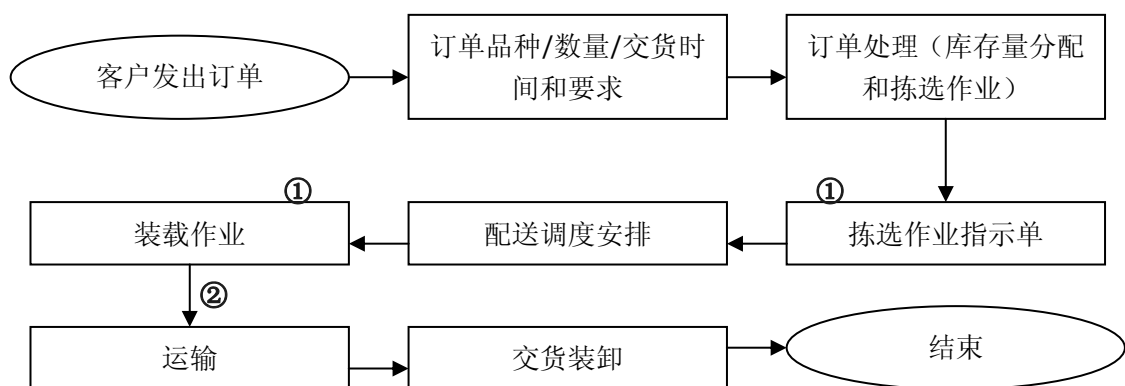 客户发出订单
订单品种/数量/交货时
间和要求
订单处理（库存量分配
和拣选作业）
①
拣选作业指示单
配送调度安排
①
装载作业
②
运输
交货装卸
结束